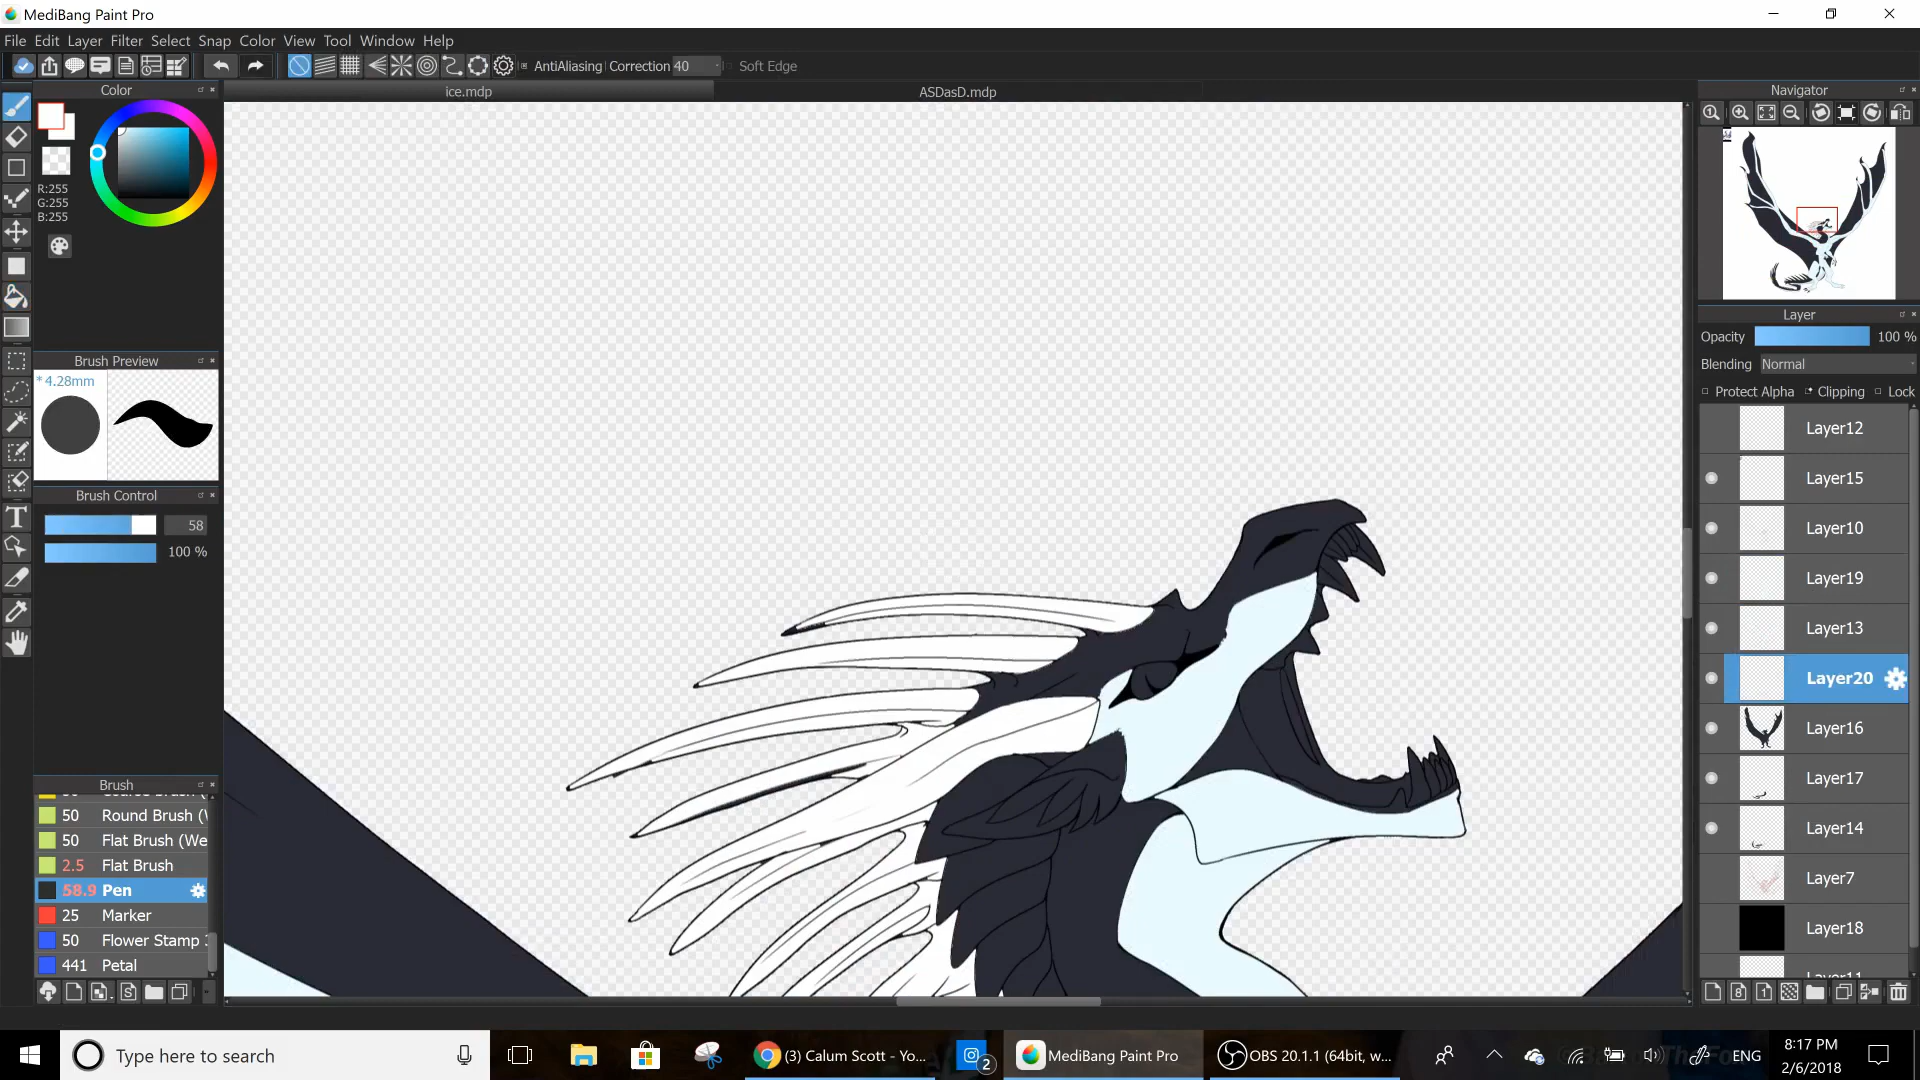 MediBang Paint Pro
File Edit Layer Filter Select Snap Color View Tool Window Help
AntiAliasing Correction 40 Soft Edge
Color
ice.mdp
ASDasD.mdp
Navigator
R:255
G:255
B:255
Layer
Opacity 100 %
Blending Normal
Protect Alpha Clipping Lock
Brush Preview
* 4.28mm
Brush Control
58
100 %
Layer12
Layer15
Layer10
Layer19
Layer13
Layer20
Layer16
Layer17
Layer14
Layer7
Layer18
Layer11
Brush
50 Round Brush (W
50 Flat Brush (We
2.5 Flat Brush
58.9 Pen
25 Marker
50 Flower Stamp
441 Petal
Type here to search
(3) Calum Scott - Yo...
2
MediBang Paint Pro
OBS 20.1.1 (64bit, w...
ENG
8:17 PM
2/6/2018